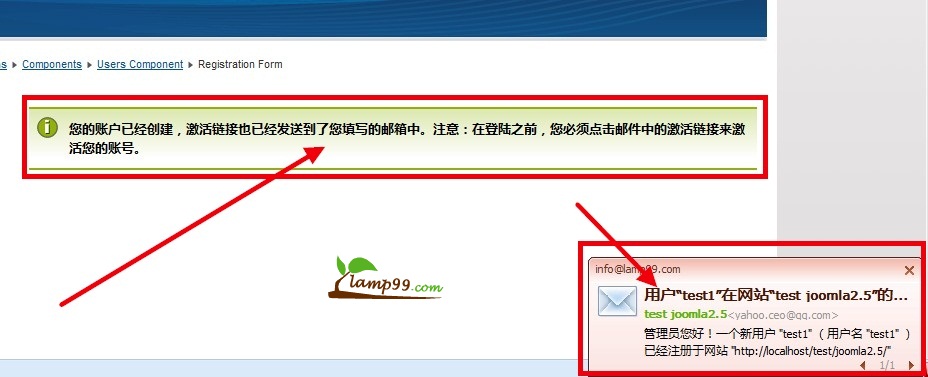 Components Users Component Registration Form
您的账户已经创建，激活链接也已经发送到了您填写的邮箱中。注意：在登陆之前，您必须点击邮件中的激活链接来激
活您的账号。
lamp99.com
info@lamp99.com
用户“test1”在网站“test joomla2.5”的...
test joomla2.5<yahoo.ceo@qq.com>
管理员您好！一个新用户 "test1" （ 用户名 "test1" ）
已经注册于网站 "http://localhost/test/joomla2.5/"
1/1